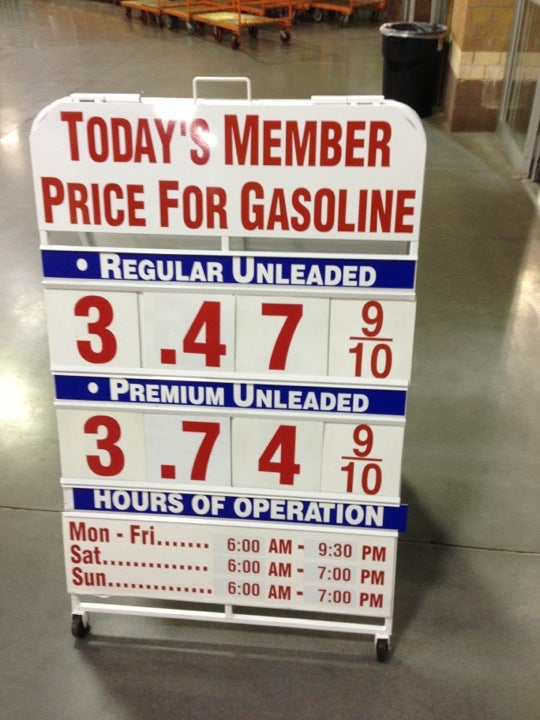 TODAY'S MEMBER
PRICE FOR GASOLINE
• REGULAR UNLEADED
3 .4 7 9/10
• PREMIUM UNLEADED
3 .7 4 9/10
HOURS OF OPERATION
Mon - Fri....... 6:00 AM - 9:30 PM
Sat.............. 6:00 AM - 7:00 PM
Sun.............. 6:00 AM - 7:00 PM